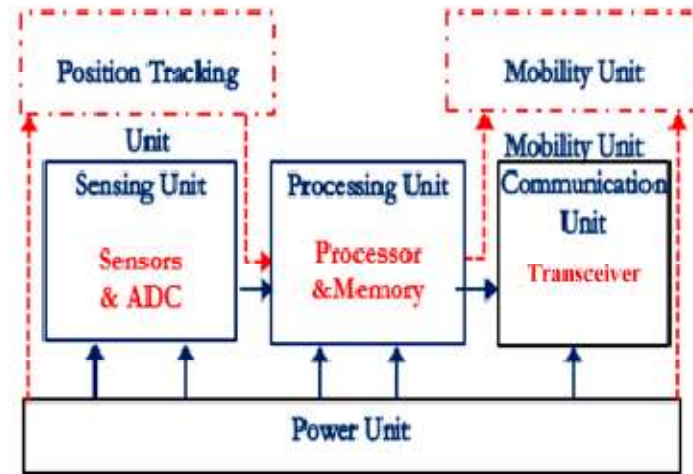 Position Tracking
Mobility Unit
Unit
Mobility Unit
Sensing Unit
Processing Unit
Communication
Unit
Sensors
& ADC
Processor
&Memory
Transceiver
Power Unit